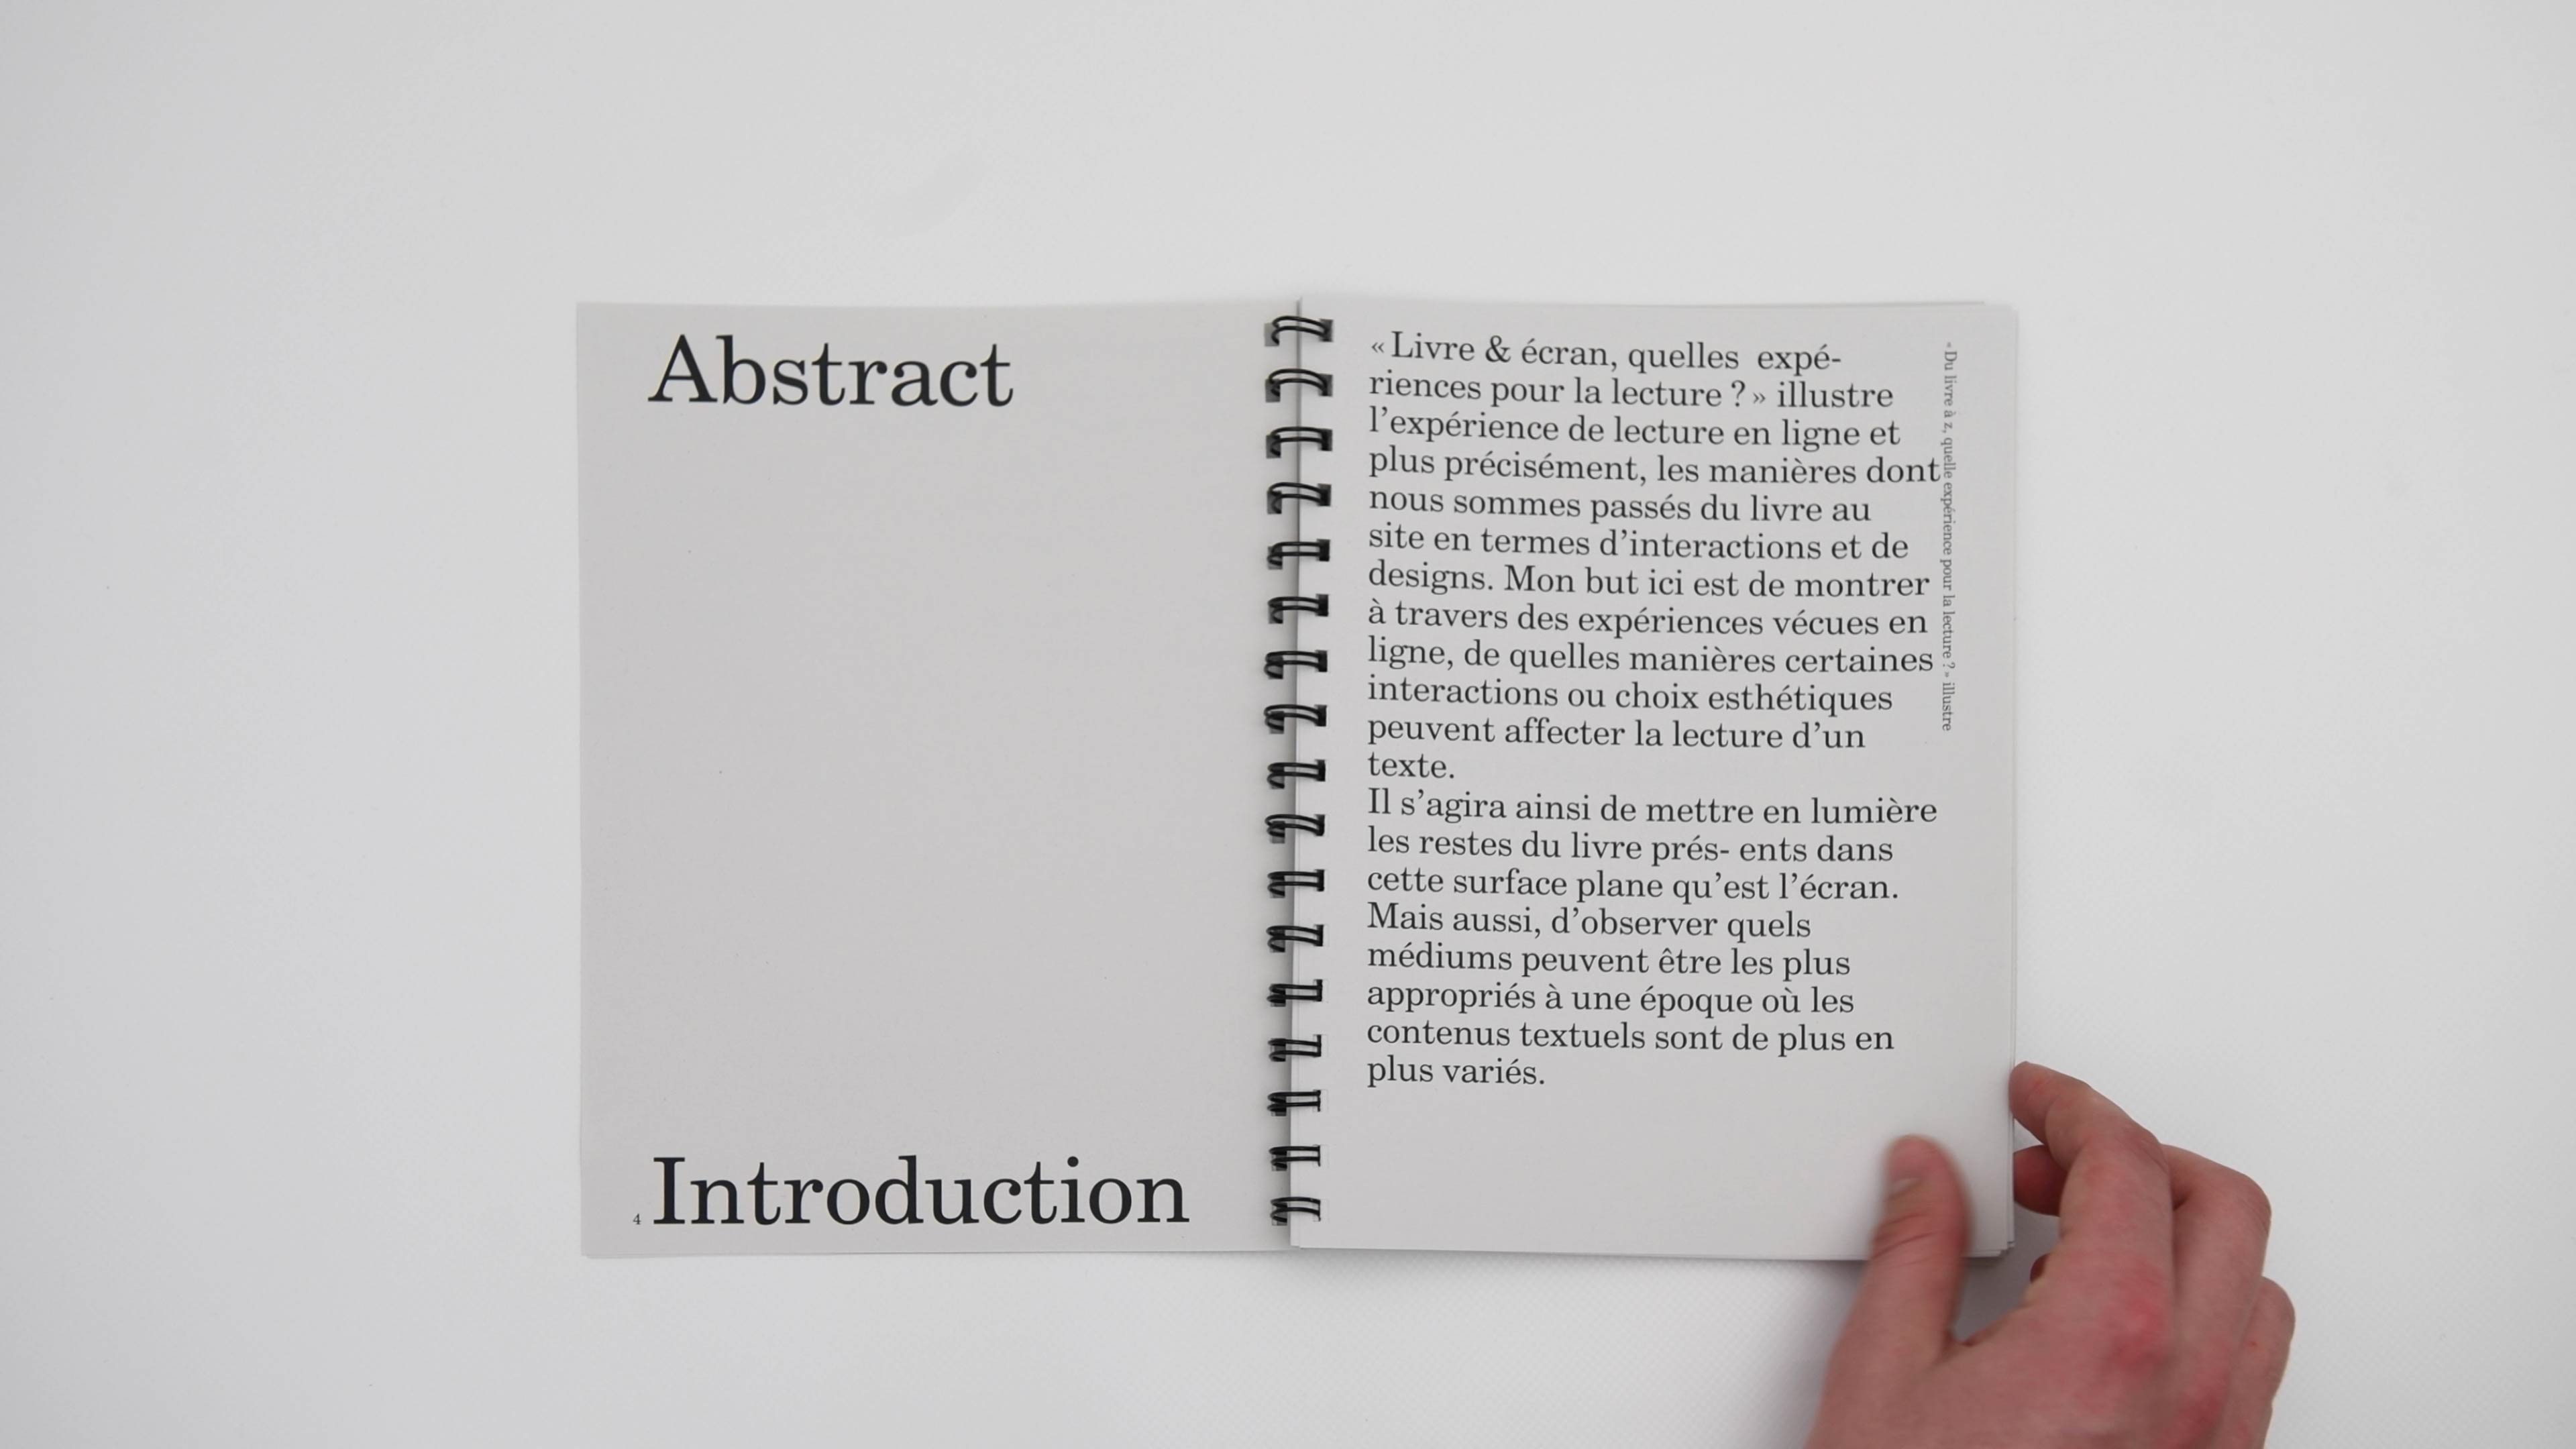 Abstract
4 Introduction
« Livre & écran, quelles  expé-
riences pour la lecture ? » illustre
l’expérience de lecture en ligne et
plus précisément, les manières dont
nous sommes passés du livre au
site en termes d’interactions et de
designs. Mon but ici est de montrer
à travers des expériences vécues en
ligne, de quelles manières certaines
interactions ou choix esthétiques
peuvent affecter la lecture d’un
texte.
Il s’agira ainsi de mettre en lumière
les restes du livre prés- ents dans
cette surface plane qu’est l’écran.
Mais aussi, d’observer quels
médiums peuvent être les plus
appropriés à une époque où les
contenus textuels sont de plus en
plus variés.
« Du livre à z, quelle expérience pour la lecture ? » illustre